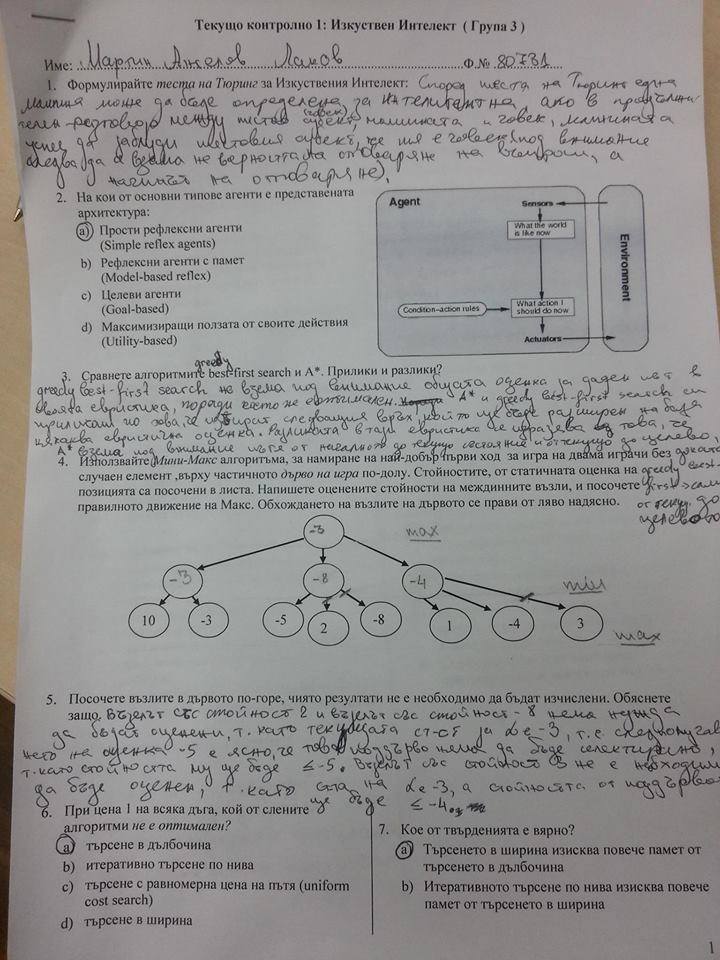 Текущо контролно 1: Изкуствен Интелект ( Група 3 )
Име: Мартин Ангелов Лаков Ф.№ 80731
1. Формулирайте теста на Тюринг за Изкуствения Интелект: Според теста на Тюринг една
машина може да бъде определена за интелигентна ако в
разговор между тестов субект, машината и човек, машината
успее да заблуди тестовия субект, че тя е човек (под внимание
следва да е взета не верността на отговаряне на въпроси, а
начинът на отговаряне).
2. На кои от основни типове агенти е представената
архитектура:
a) Прости рефлексни агенти
(Simple reflex agents)
b) Рефлексни агенти с памет
(Model-based reflex)
c) Целеви агенти
(Goal-based)
d) Максимизиращи ползата от своите действия
(Utility-based)
Agent
Sensors
What the world
is like now
Condition-action rules
What action I
should do now
Actuators
Environment
greedy
3. Сравнете алгоритмите best-first search и A*. Прилики и разлики?
greedy best-first search не взема под внимание общата оценка за даден път в
своята евристика, поради което не е оптимален. A* и greedy best-first search си
приличат по това, че избират следващия връх, който ще бъде разширен на база
някаква евристична оценка. Разликата в тази евристика се изразява в това, че
A* взема под внимание пътя от началното до текущо състояние и от текущо до целево,
докато
4. Използвайте Мини-Макс алгоритъма, за намиране на най-добър първи ход за игра на двама играчи без
случаен елемент ,върху частичното дърво на игра по-долу. Стойностите, от статичната оценка на
позицията са посочени в листа. Напишете оценените стойности на междинните възли, и посочете
правилното движение на Макс. Обхождането на възлите на дървото се прави от ляво надясно.
greedy best-
first -> само
от текущ. до
целево
-3 max
-3 -8 -4 min
10 -3 -5 2 -8 1 -4 3
max
5. Посочете възлите в дървото по-горе, чиято резултати не е необходимо да бъдат изчислени. Обяснете
защо. Възелът със стойност 2 и възелът със стойност -8 няма нужда
да бъдат оценени, т. като текущата ст-ст за α е -3, т.е. след
на оценка -5 е ясно, че това поддърво няма да бъде селектирано,
т.като стойността му ще бъде ≤ -5. Възелът със стойност 3 не е необходимо
да бъде оценен, т. като на α е -3, а стойността от поддървото
ще бъде ≤ -4.
6. При цена 1 на всяка дъга, кой от слените
алгоритми не е оптимален?
a) търсене в дълбочина
b) итеративно търсене по нива
c) търсене с равномерна цена на пътя (uniform
cost search)
d) търсене в ширина
7. Кое от твърденията е вярно?
a) Търсенето в ширина изисква повече памет от
търсенето в дълбочина
b) Итеративното търсене по нива изисква повече
памет от търсенето в ширина
1